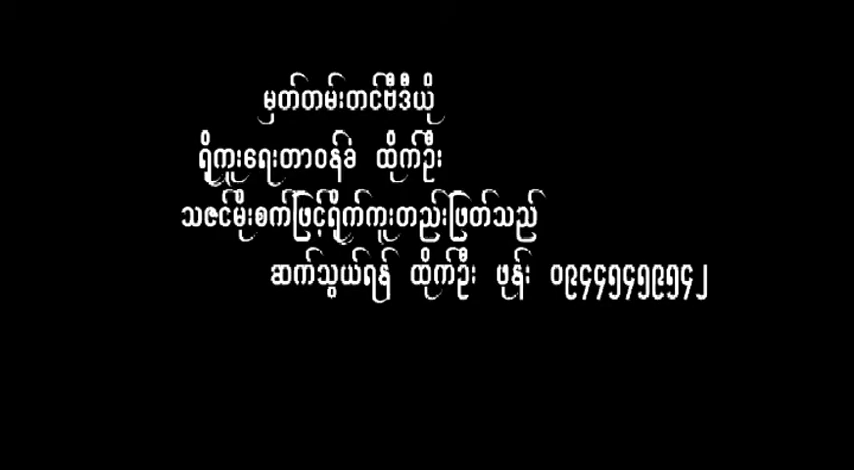 မှတ်တမ်းတင်ဗီဒီယို
ရိုကူးရေးတာဝန်ခံ ထိုက်ဦး
သဇင်မိုးစက်ဖြင့်ရိုက်ကူးတည်းဖြတ်သည်
ဆက်သွယ်ရန် ထိုက်ဦး ဖုန်း ၀၉၄၄၅၄၅၉၅၄၂